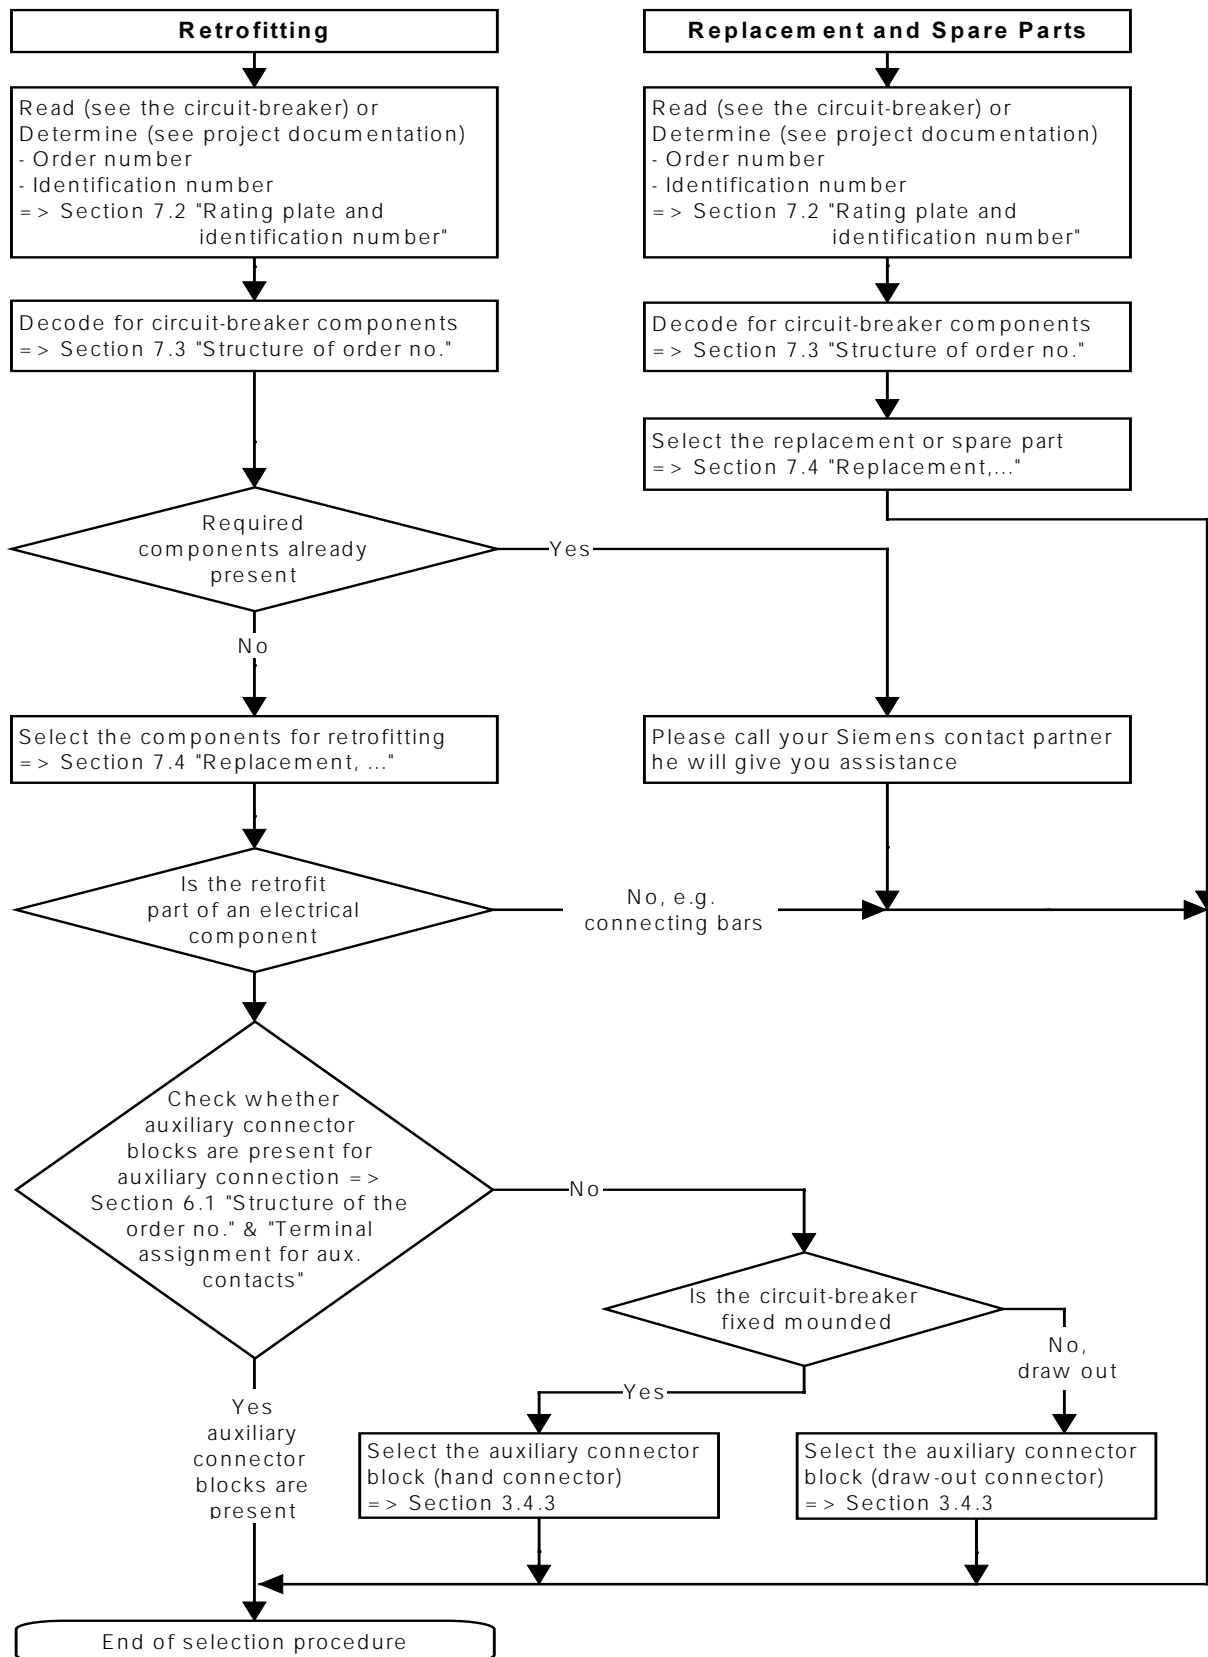 Retrofitting
Replacement and Spare Parts
Read (see the circuit-breaker) or
Determine (see project documentation)
- Order number
- Identification number
=> Section 7.2 "Rating plate and
identification number"
Read (see the circuit-breaker) or
Determine (see project documentation)
- Order number
- Identification number
=> Section 7.2 "Rating plate and
identification number"
Decode for circuit-breaker components
=> Section 7.3 "Structure of order no."
Decode for circuit-breaker components
=> Section 7.3 "Structure of order no."
Select the replacement or spare part
=> Section 7.4 "Replacement,..."
Required
components already
present
Yes
No
Select the components for retrofitting
=> Section 7.4 "Replacement, ..."
Please call your Siemens contact partner
he will give you assistance
Is the retrofit
part of an electrical
component
No, e.g.
connecting bars
Check whether
auxiliary connector
blocks are present for
auxiliary connection =>
Section 6.1 "Structure of the
order no." & "Terminal
assignment for aux.
contacts"
No
Is the circuit-breaker
fixed mounded
No,
draw out
Yes
Yes
auxiliary
connector
blocks are
present
Select the auxiliary connector
block (hand connector)
=> Section 3.4.3
Select the auxiliary connector
block (draw-out connector)
=> Section 3.4.3
End of selection procedure